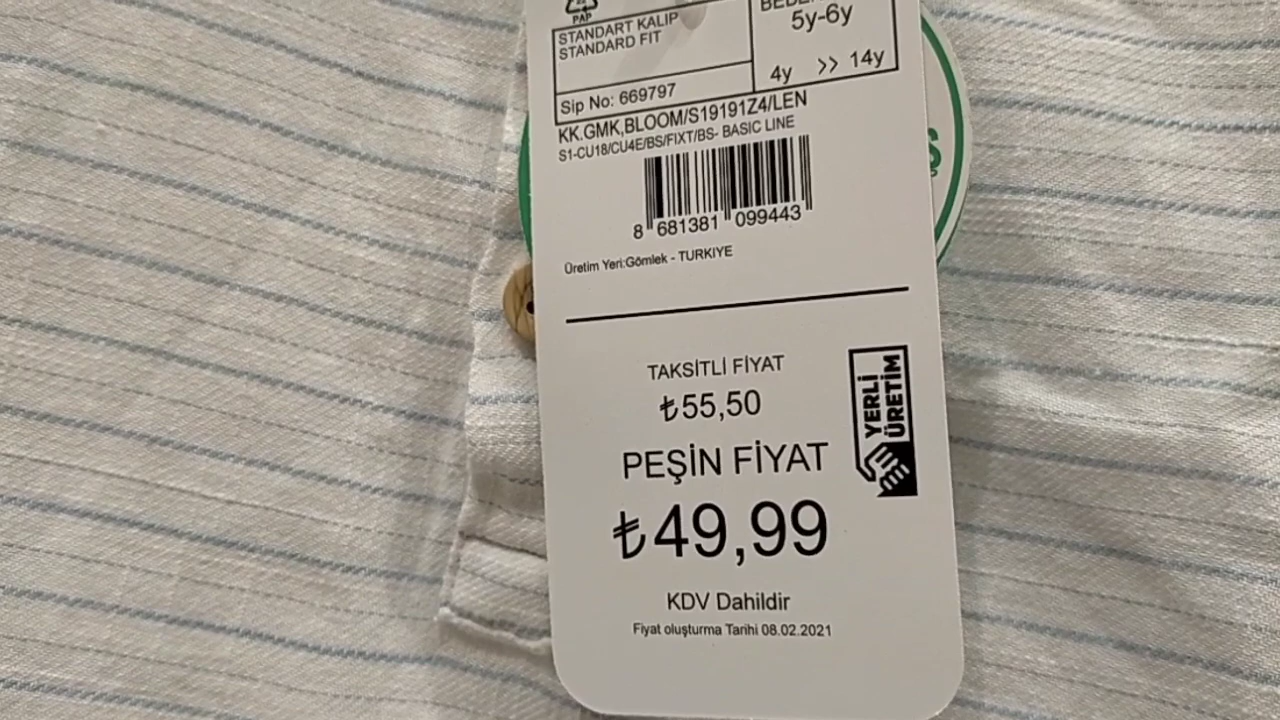 PAP
STANDART KALIP
STANDARD FIT
5y-6y
4y >> 14y
Sip No: 669797
KK.GMK,BLOOM/S19191Z4/LEN
S1-CU18/CU4E/BS/FIXT/BS- BASIC LINE
8 681381 099443
Üretim Yeri:Gömlek - TURKIYE
TAKSİTLİ FİYAT
₺55,50
PEŞİN FİYAT
₺49,99
YERLİ
ÜRETİM
KDV Dahildir
Fiyat oluşturma Tarihi 08.02.2021